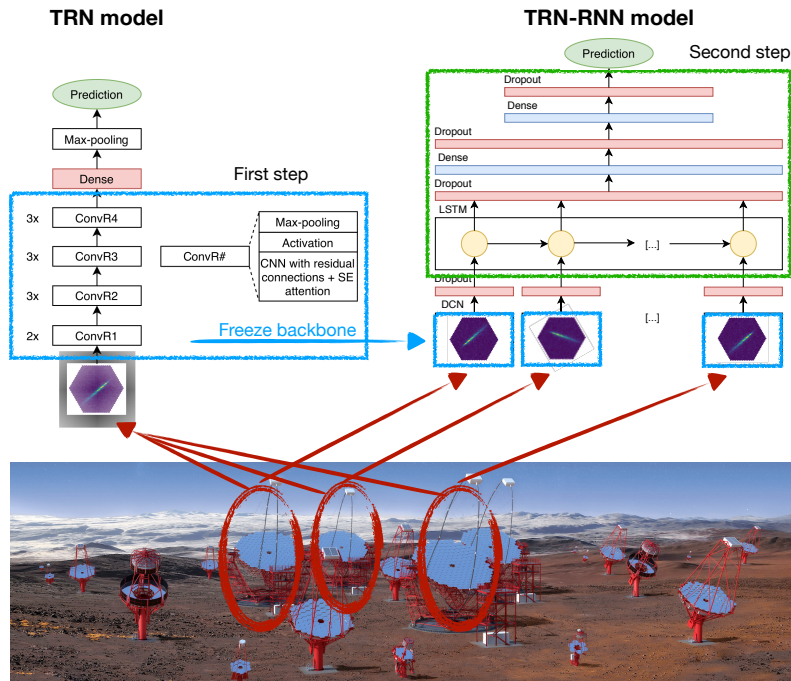 TRN model
Prediction
Max-pooling
Dense
First step
3x
ConvR4
3x
ConvR3
3x
ConvR2
2x
ConvR1
ConvR#
Max-pooling
Activation
CNN with residual
connections + SE
attention
Freeze backbone
TRN-RNN model
Prediction
Second step
Dropout
Dense
Dropout
Dense
Dropout
LSTM
[...]
Dropout
DCN
[...]